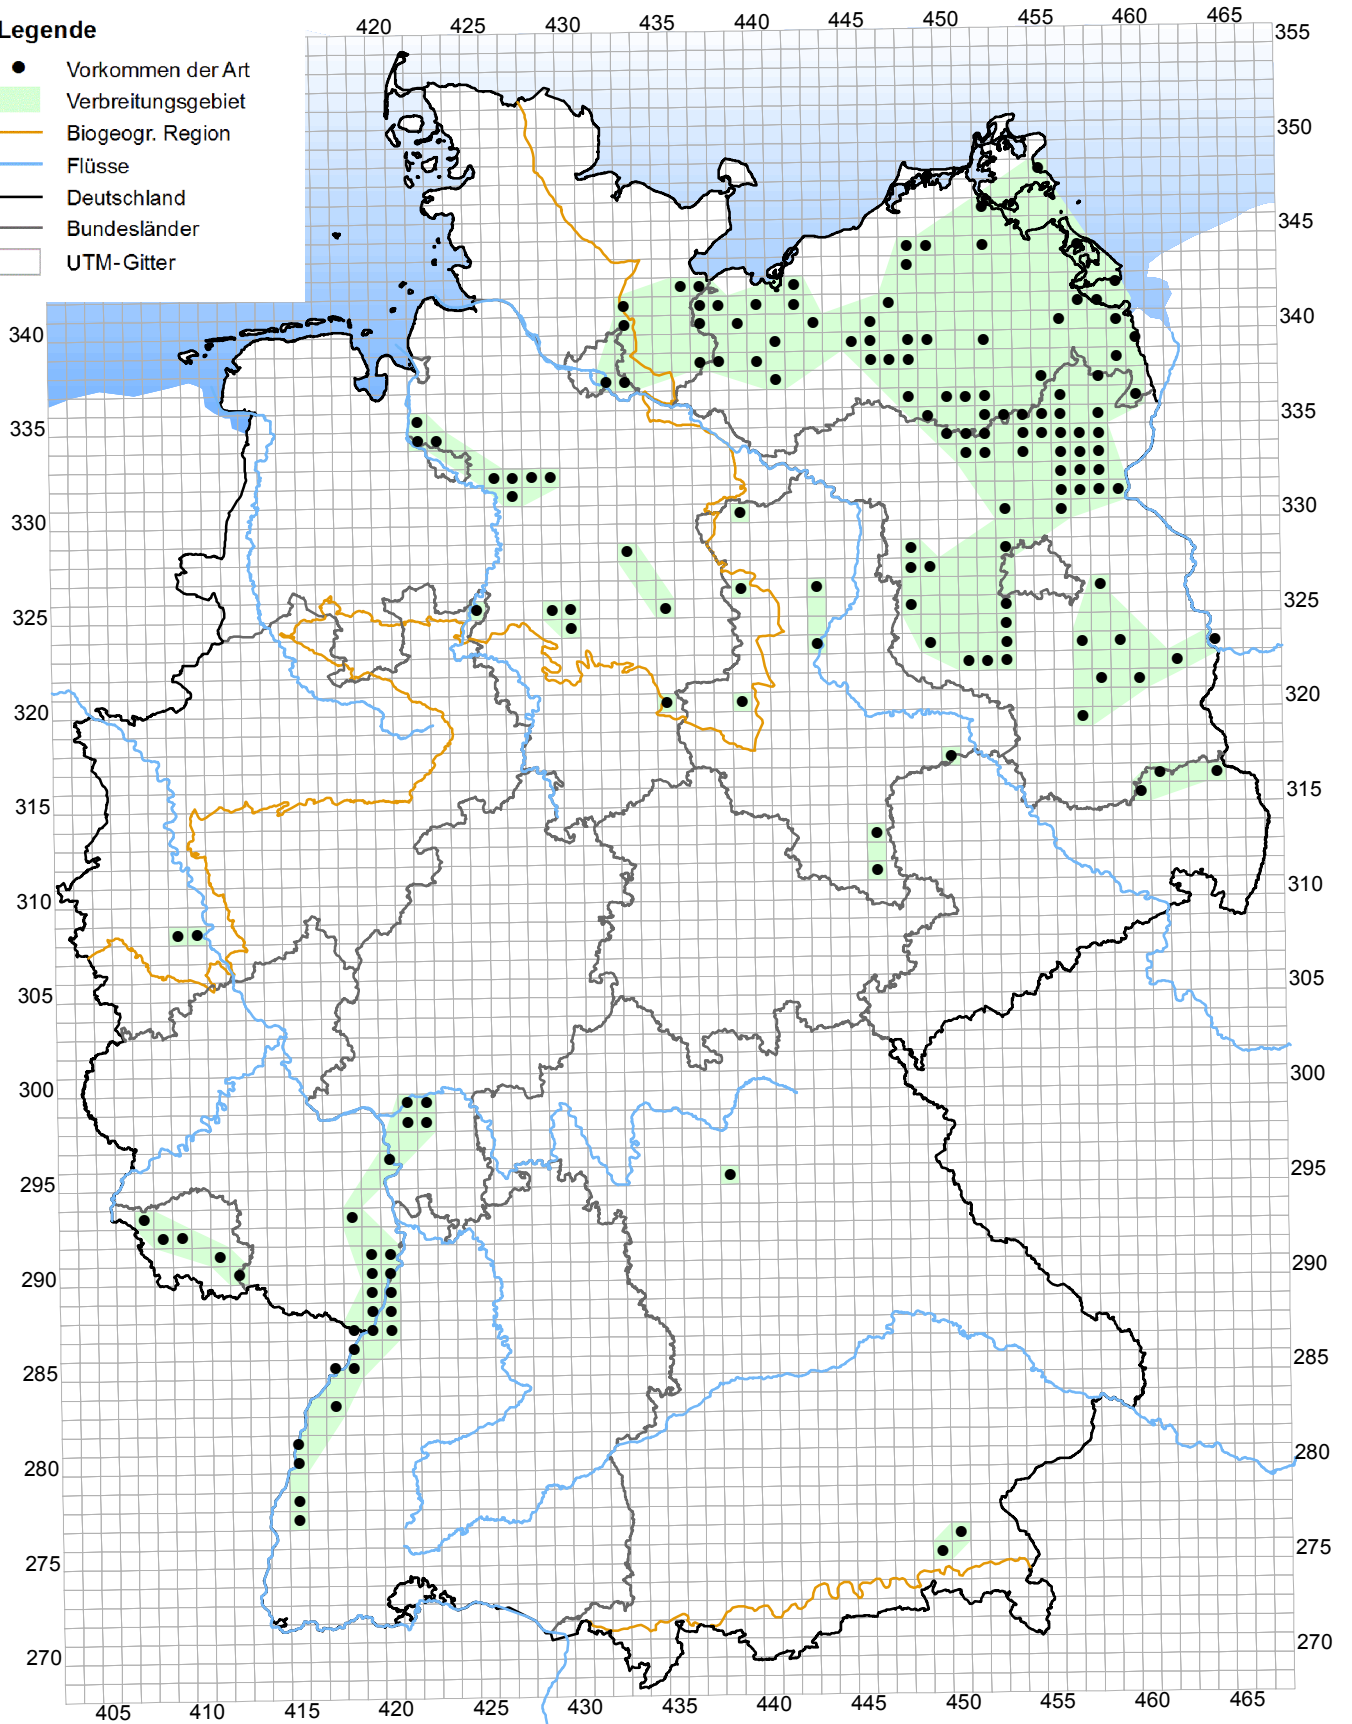 Legende
Vorkommen der Art
Verbreitungsgebiet
Biogeogr. Region
Flüsse
Deutschland
Bundesländer
UTM-Gitter
420 425 430 435 440 445 450 455 460 465
355
350
345
340 340
335 335
330 330
325 325
320 320
315 315
310 310
305 305
300 300
295 295
290 290
285 285
280 280
275 275
270 270
405 410 415 420 425 430 435 440 445 450 455 460 465